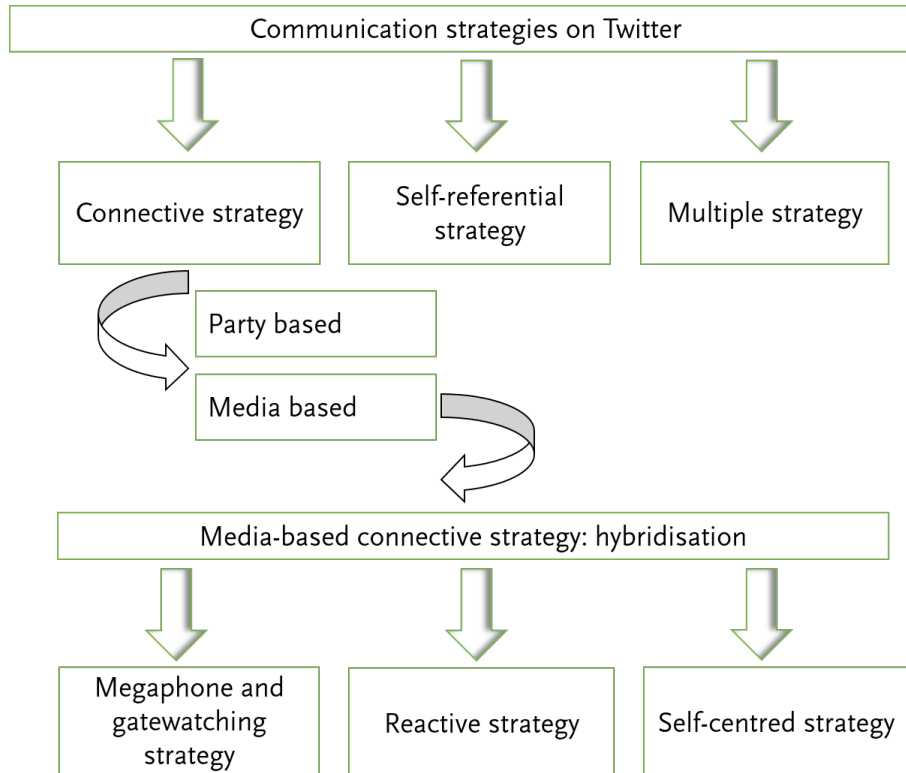 Communication strategies on Twitter
Connective strategy
Self-referential
strategy
Multiple strategy
Party based
Media based
Media-based connective strategy: hybridisation
Megaphone and
gatewatching
strategy
Reactive strategy
Self-centred strategy